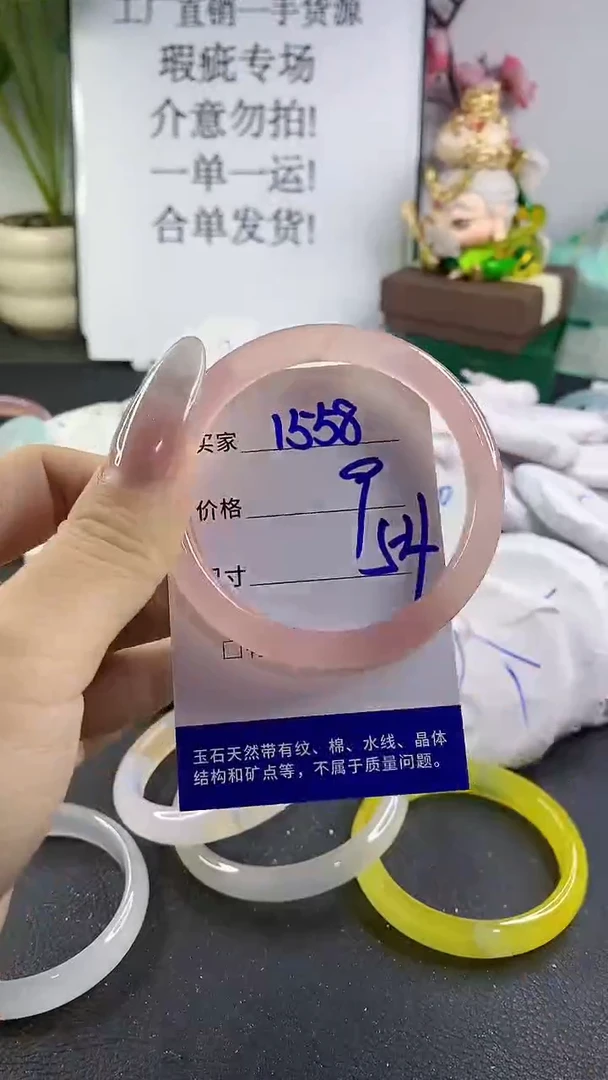 工厂直销一手货源
瑕疵专场
介意勿拍!
一单一运!
合单发货!
买家 1558
价格
寸 54
玉石天然带有纹、棉、水线、晶体
结构和矿点等，不属于质量问题。